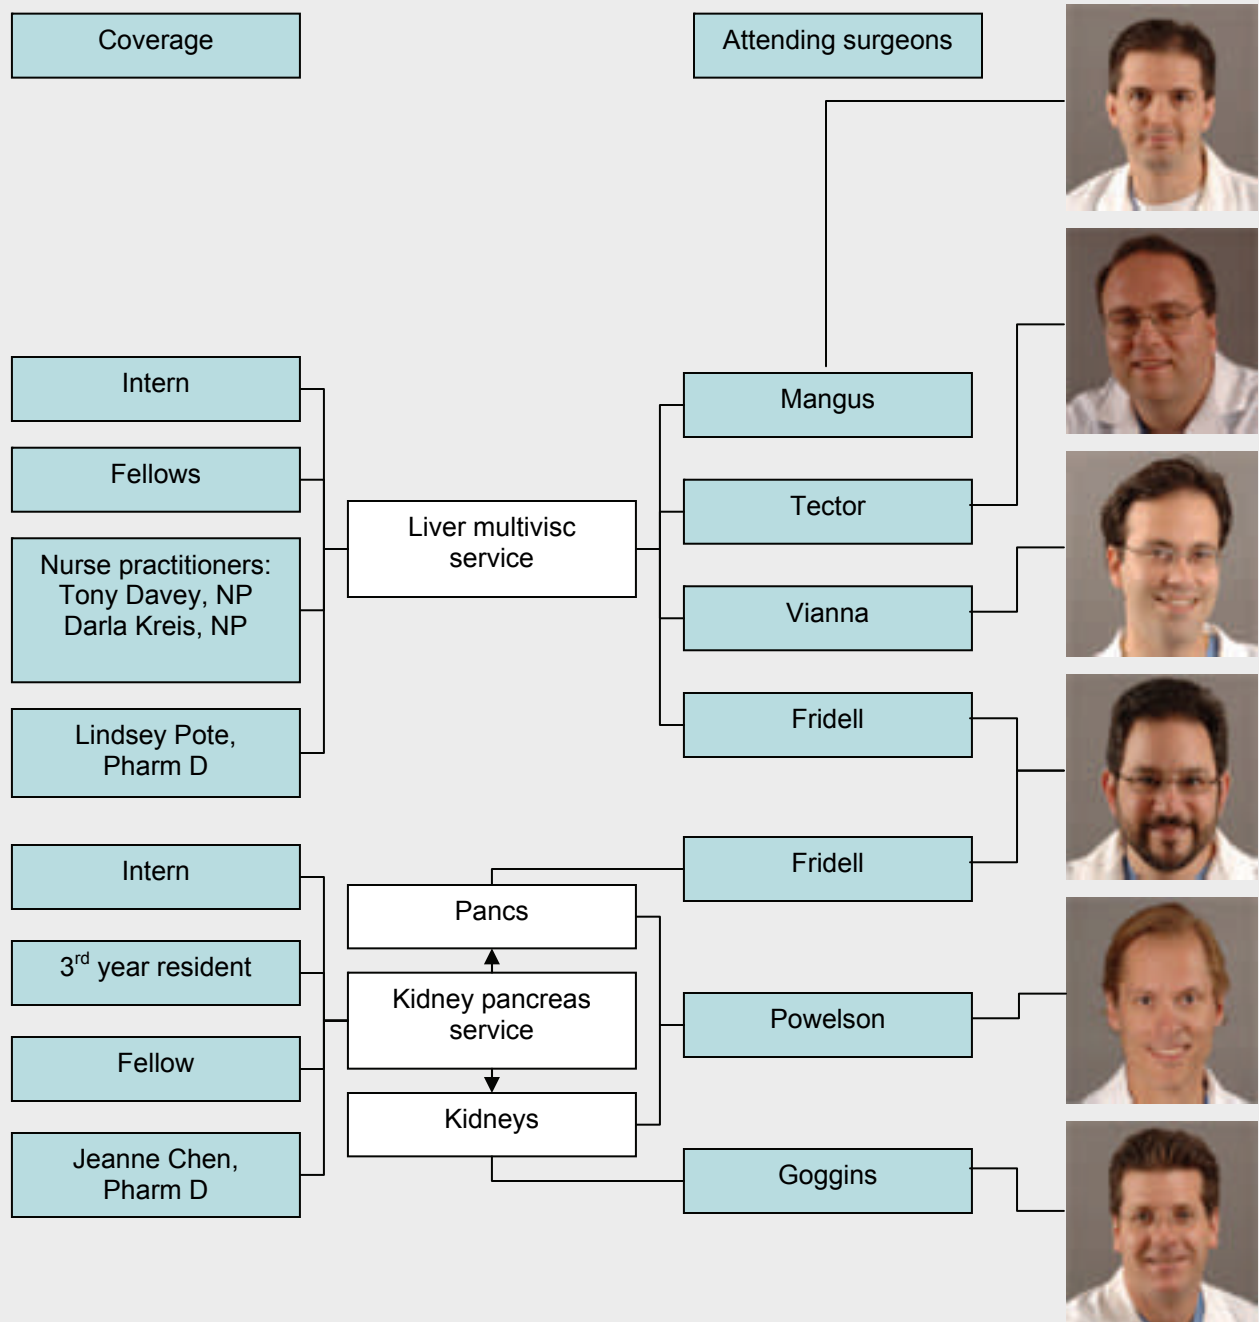 Coverage
Attending surgeons
Intern
Fellows
Nurse practitioners:
Tony Davey, NP
Darla Kreis, NP
Lindsey Pote,
Pharm D
Liver multivisc
service
Mangus
Tector
Vianna
Fridell
Intern
3rd year resident
Fellow
Jeanne Chen,
Pharm D
Pancs
Kidney pancreas
service
Kidneys
Fridell
Powelson
Goggins